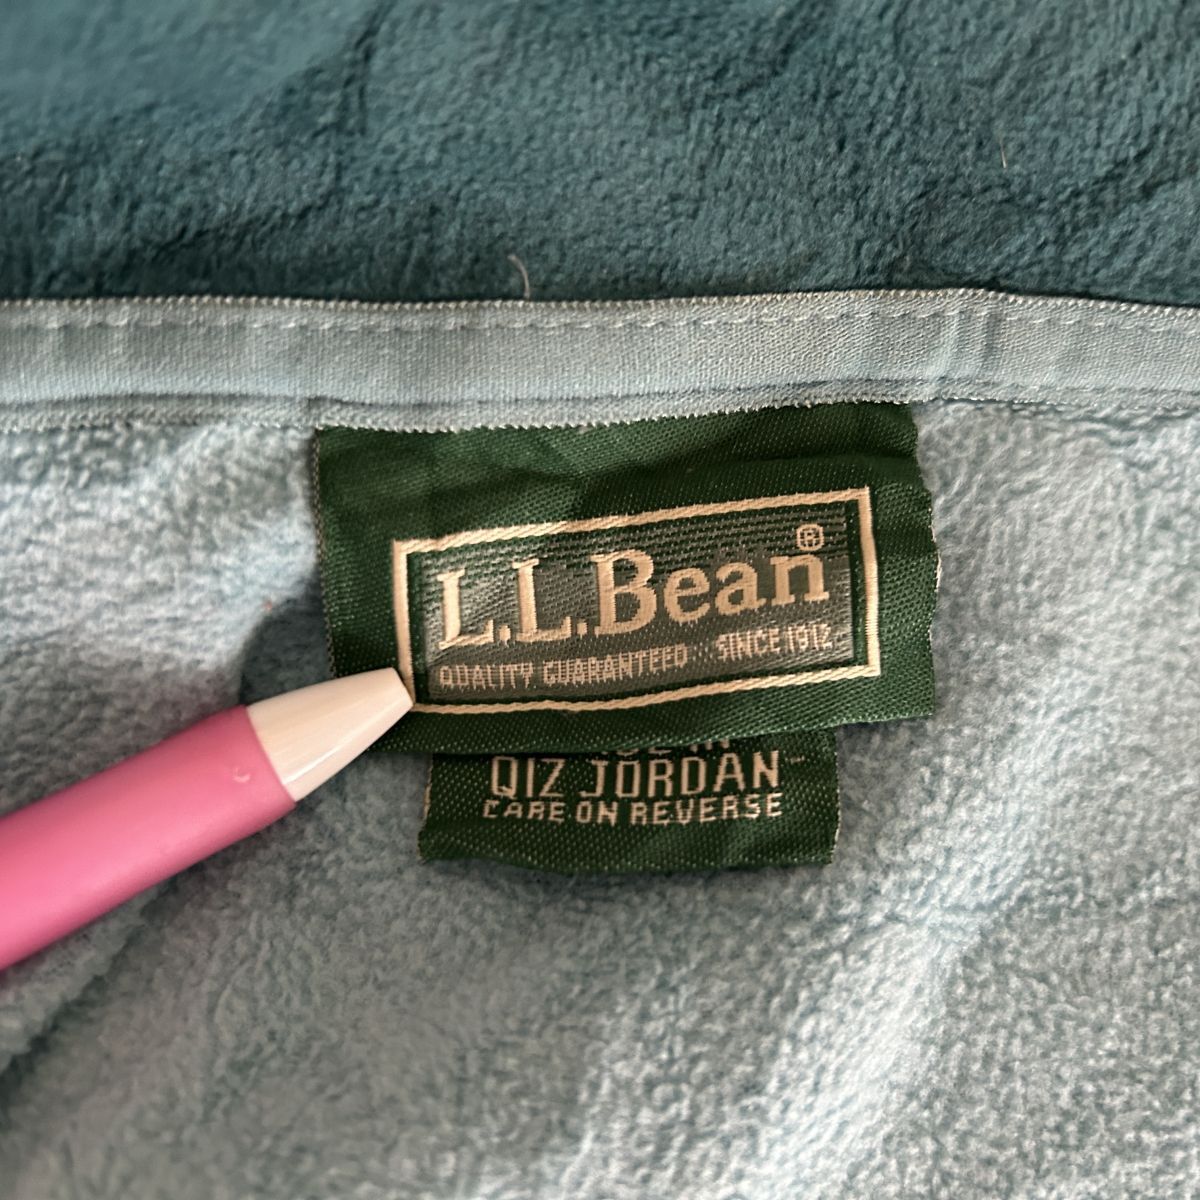 L.L.Bean®
QUALITY GUARANTEED SINCE 1912
QIZ JORDAN
CARE ON REVERSE